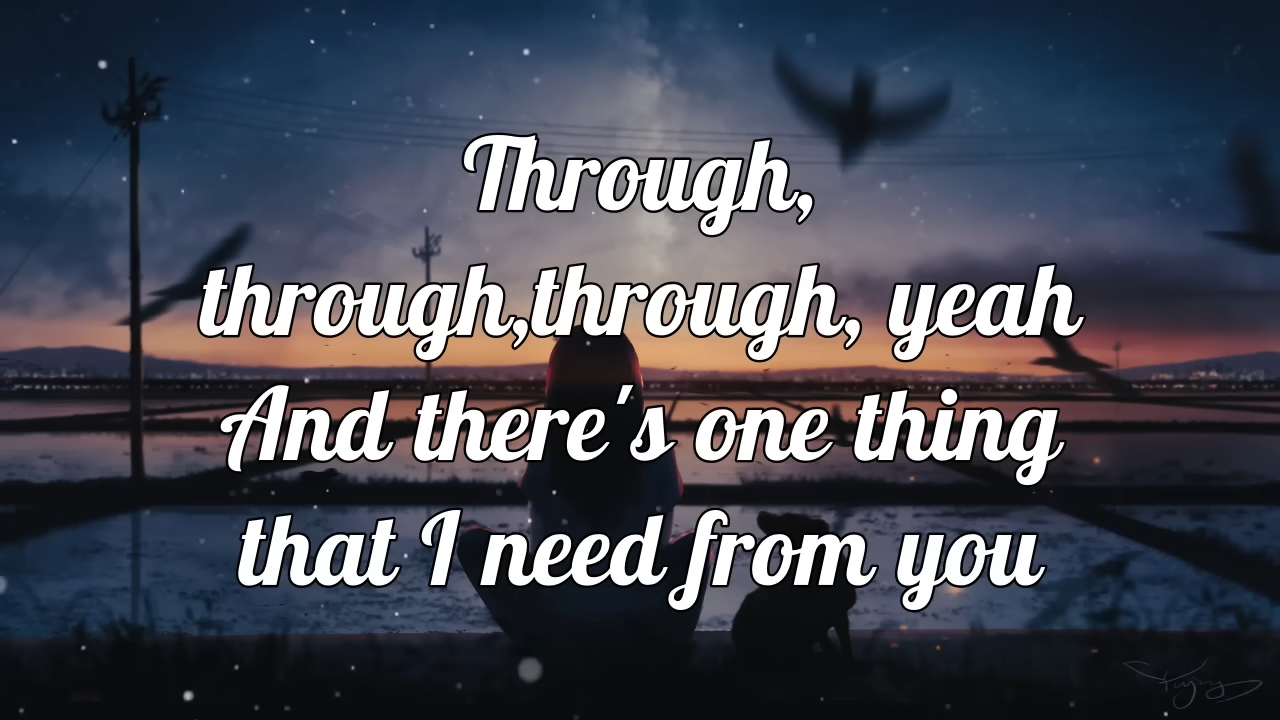 Through,
through,through, yeah
And there's one thing
that I need from you